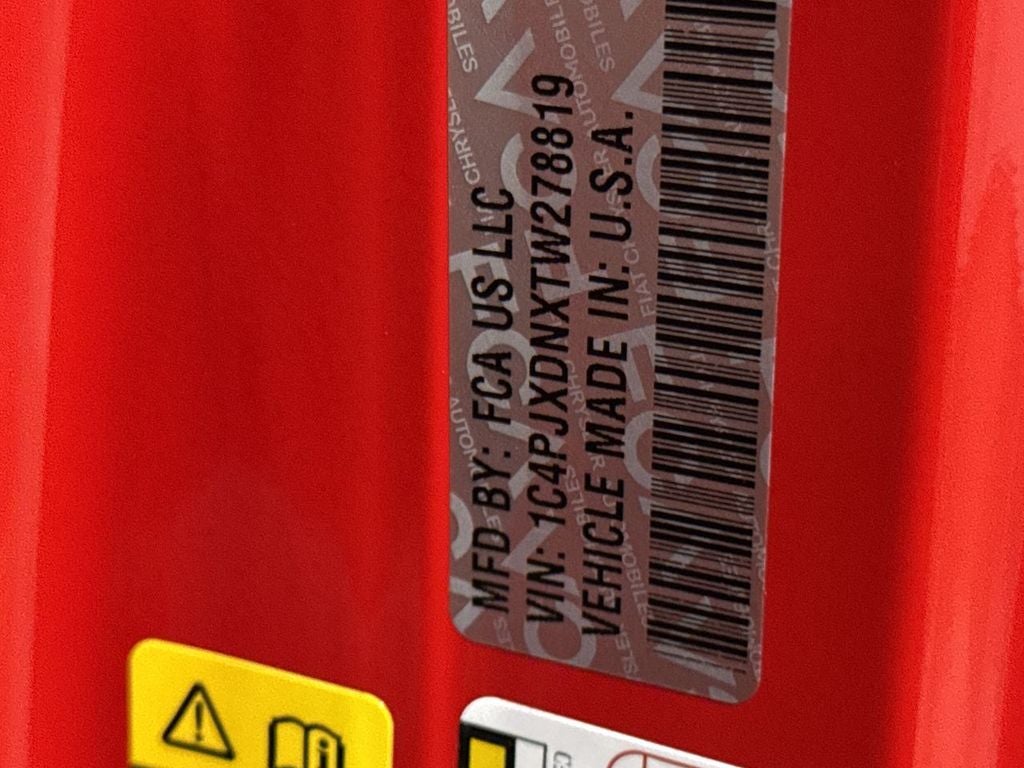 MFD BY: FCA US LLC
VIN: 1C4PJXDNXTW278819
VEHICLE MADE IN: U.S.A.